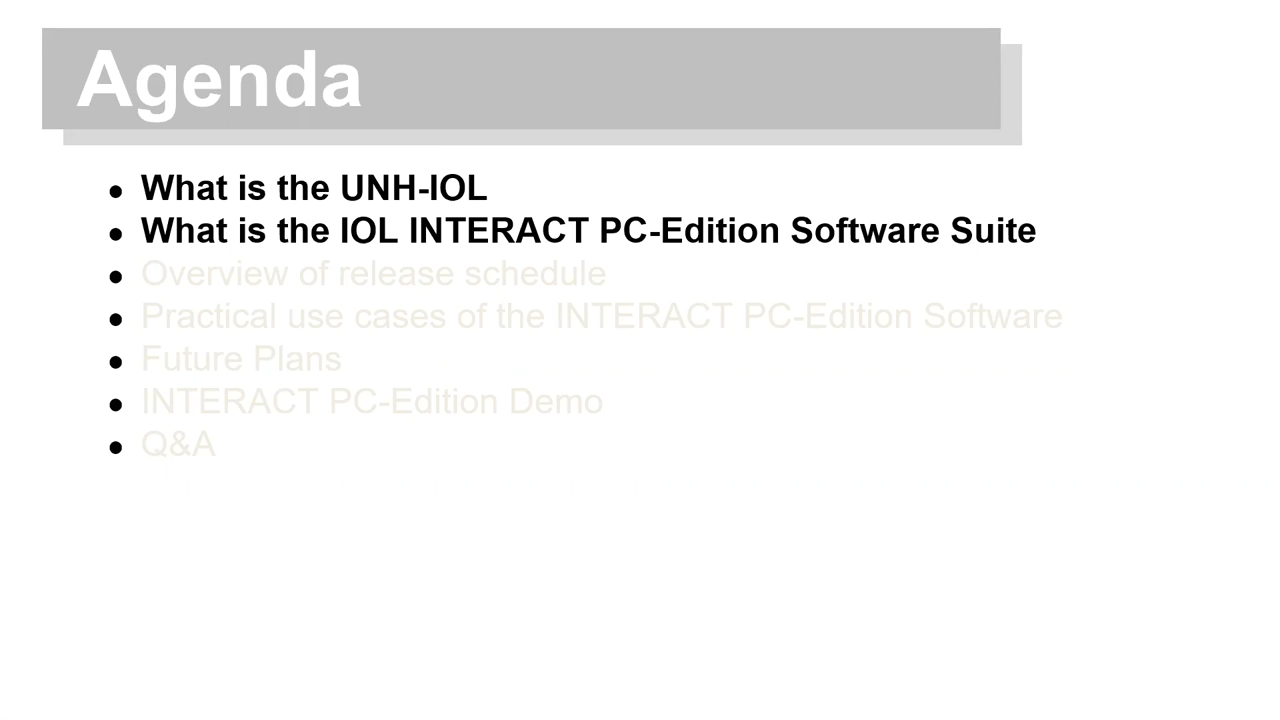 Agenda
● What is the UNH-IOL
● What is the IOL INTERACT PC-Edition Software Suite
● Overview of release schedule
● Practical use cases of the INTERACT PC-Edition Software
● Future Plans
● INTERACT PC-Edition Demo
● Q&A